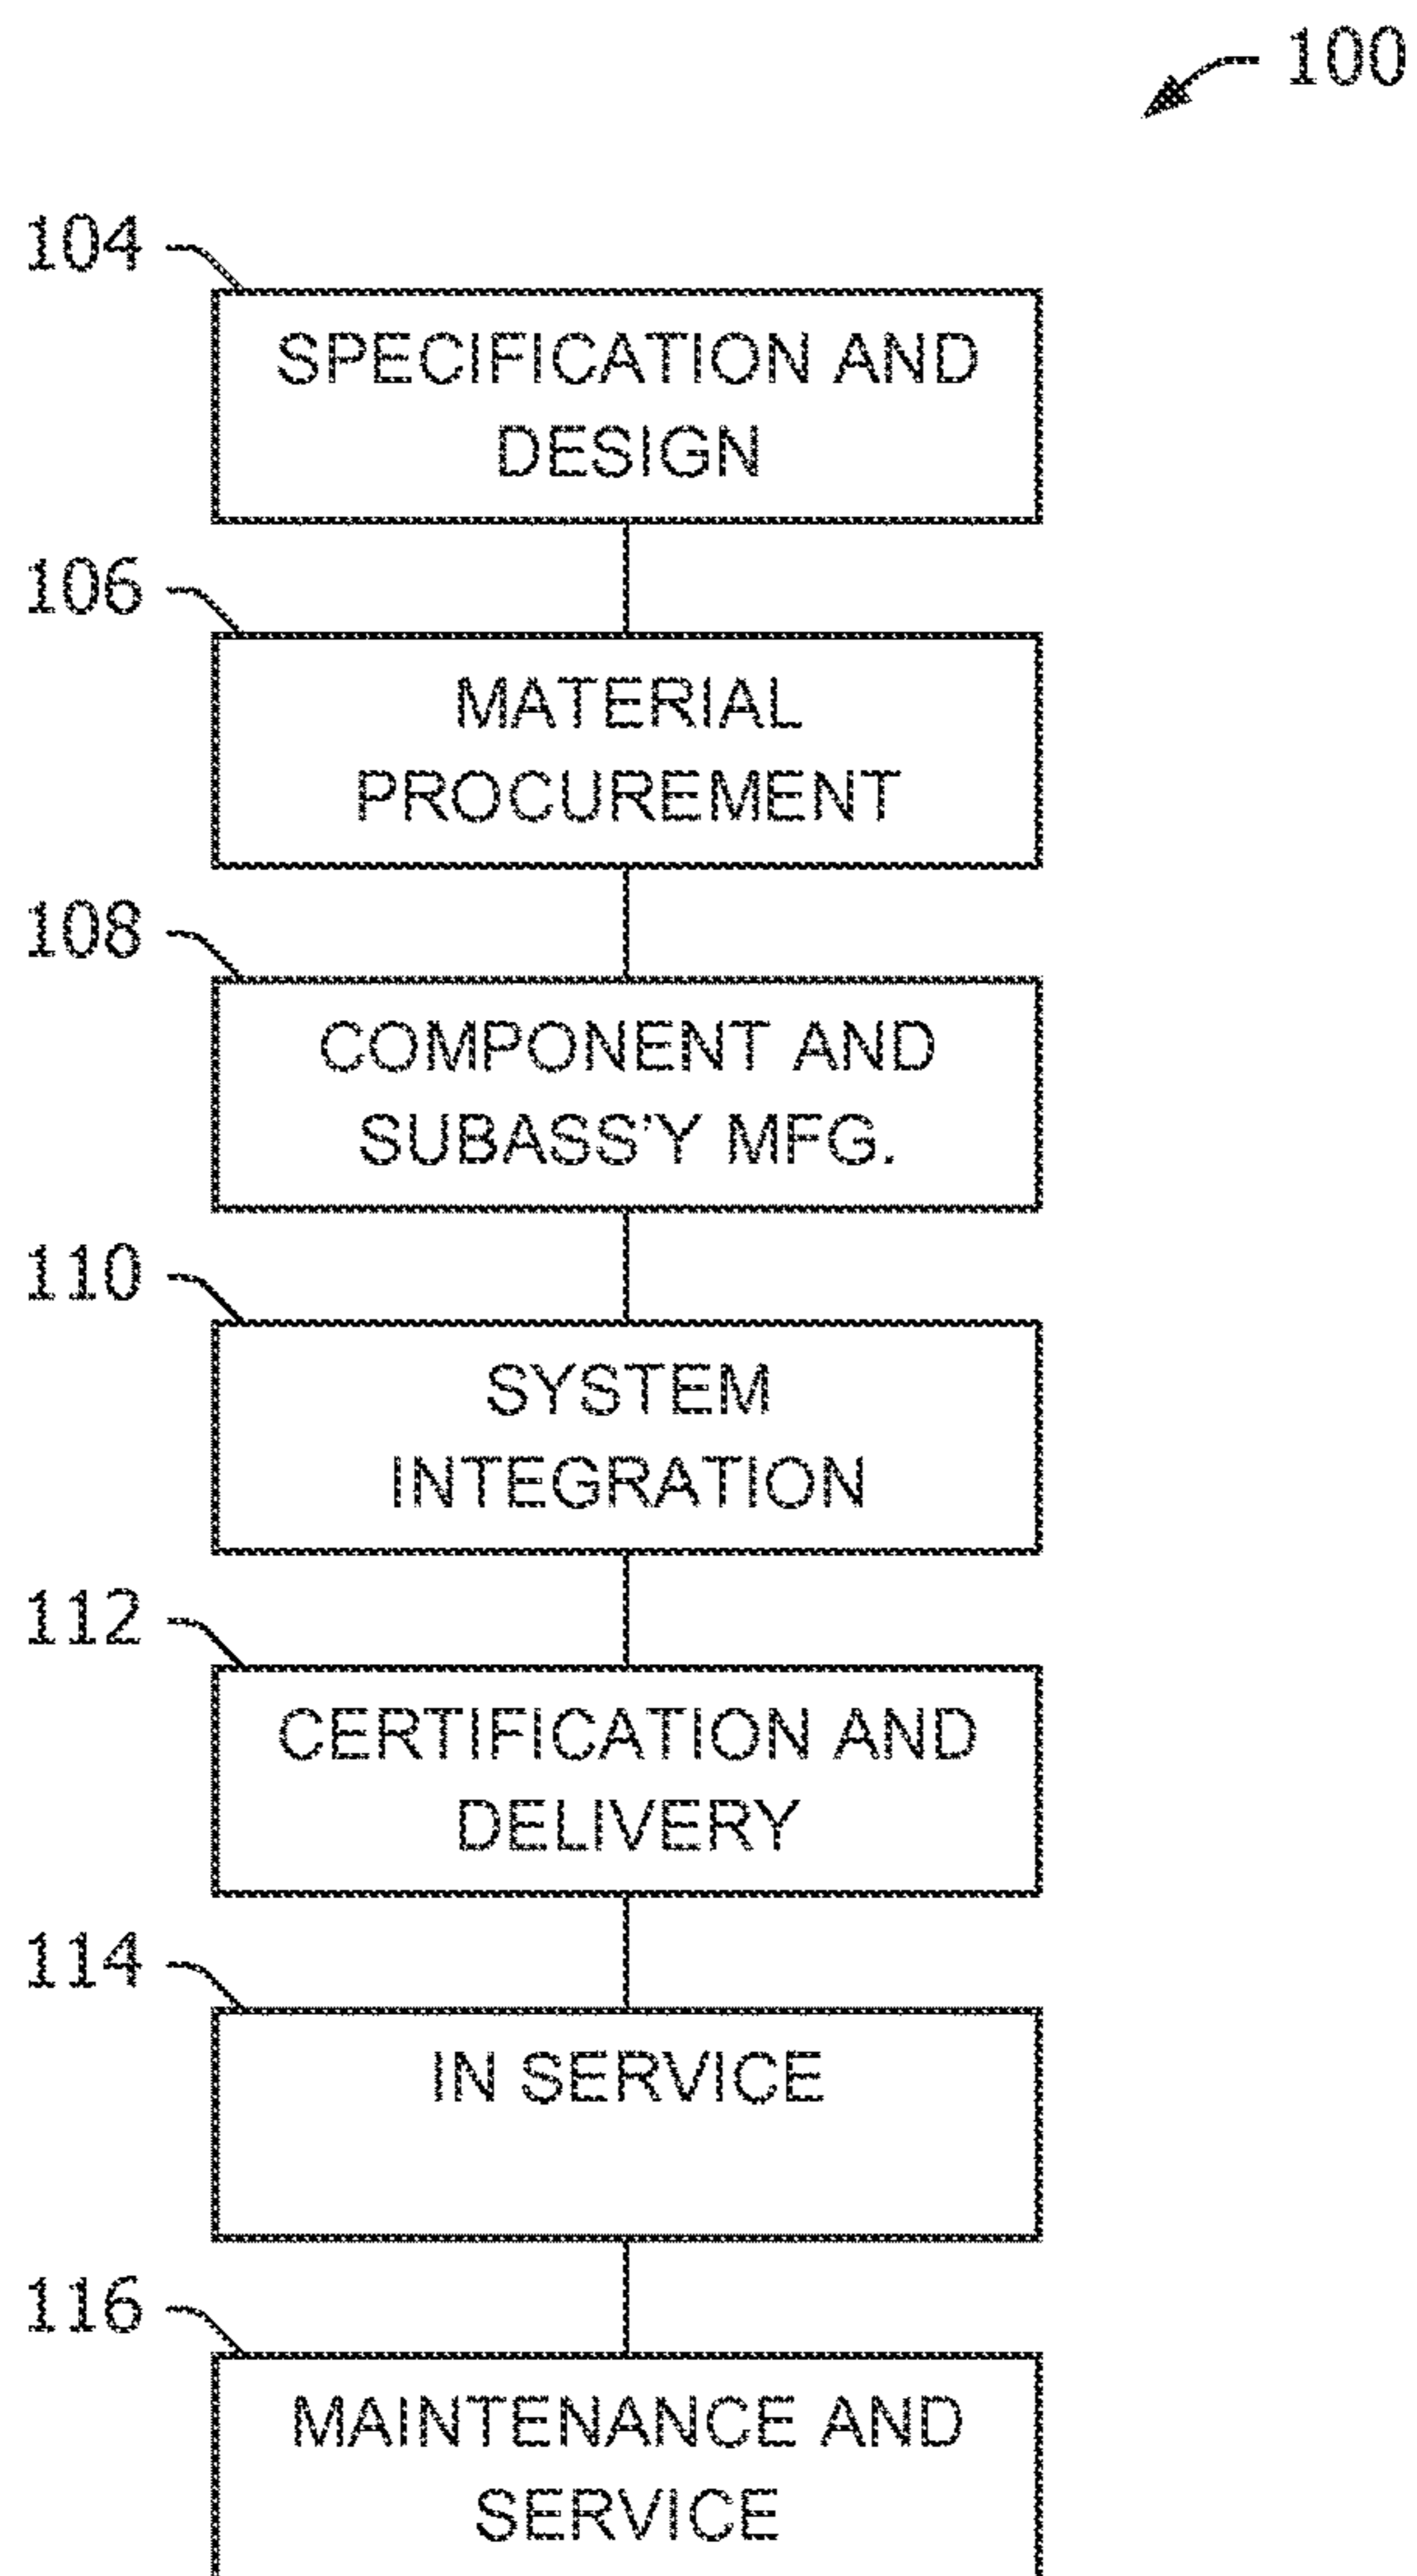 100
104
SPECIFICATION AND
DESIGN
106
MATERIAL
PROCUREMENT
108
COMPONENT AND
SUBASS'Y MFG.
110
SYSTEM
INTEGRATION
112
CERTIFICATION AND
DELIVERY
114
IN SERVICE
116
MAINTENANCE AND
SERVICE